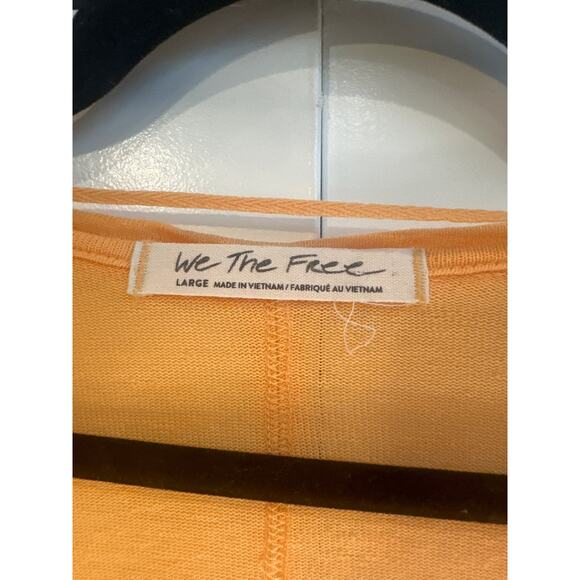 We The Free
LARGE MADE IN VIETNAM / FABRIQUÉ AU VIETNAM